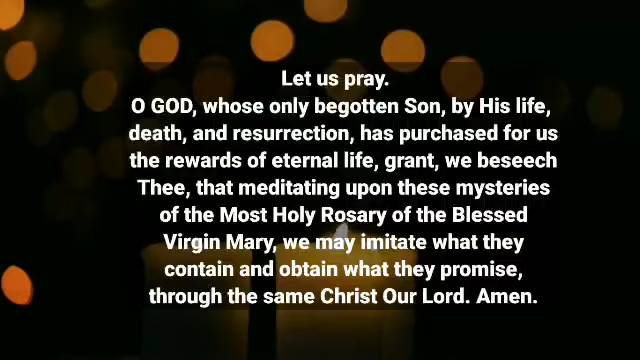 Let us pray.
O GOD, whose only begotten Son, by His life,
death, and resurrection, has purchased for us
the rewards of eternal life, grant, we beseech
Thee, that meditating upon these mysteries
of the Most Holy Rosary of the Blessed
Virgin Mary, we may imitate what they
contain and obtain what they promise,
through the same Christ Our Lord. Amen.